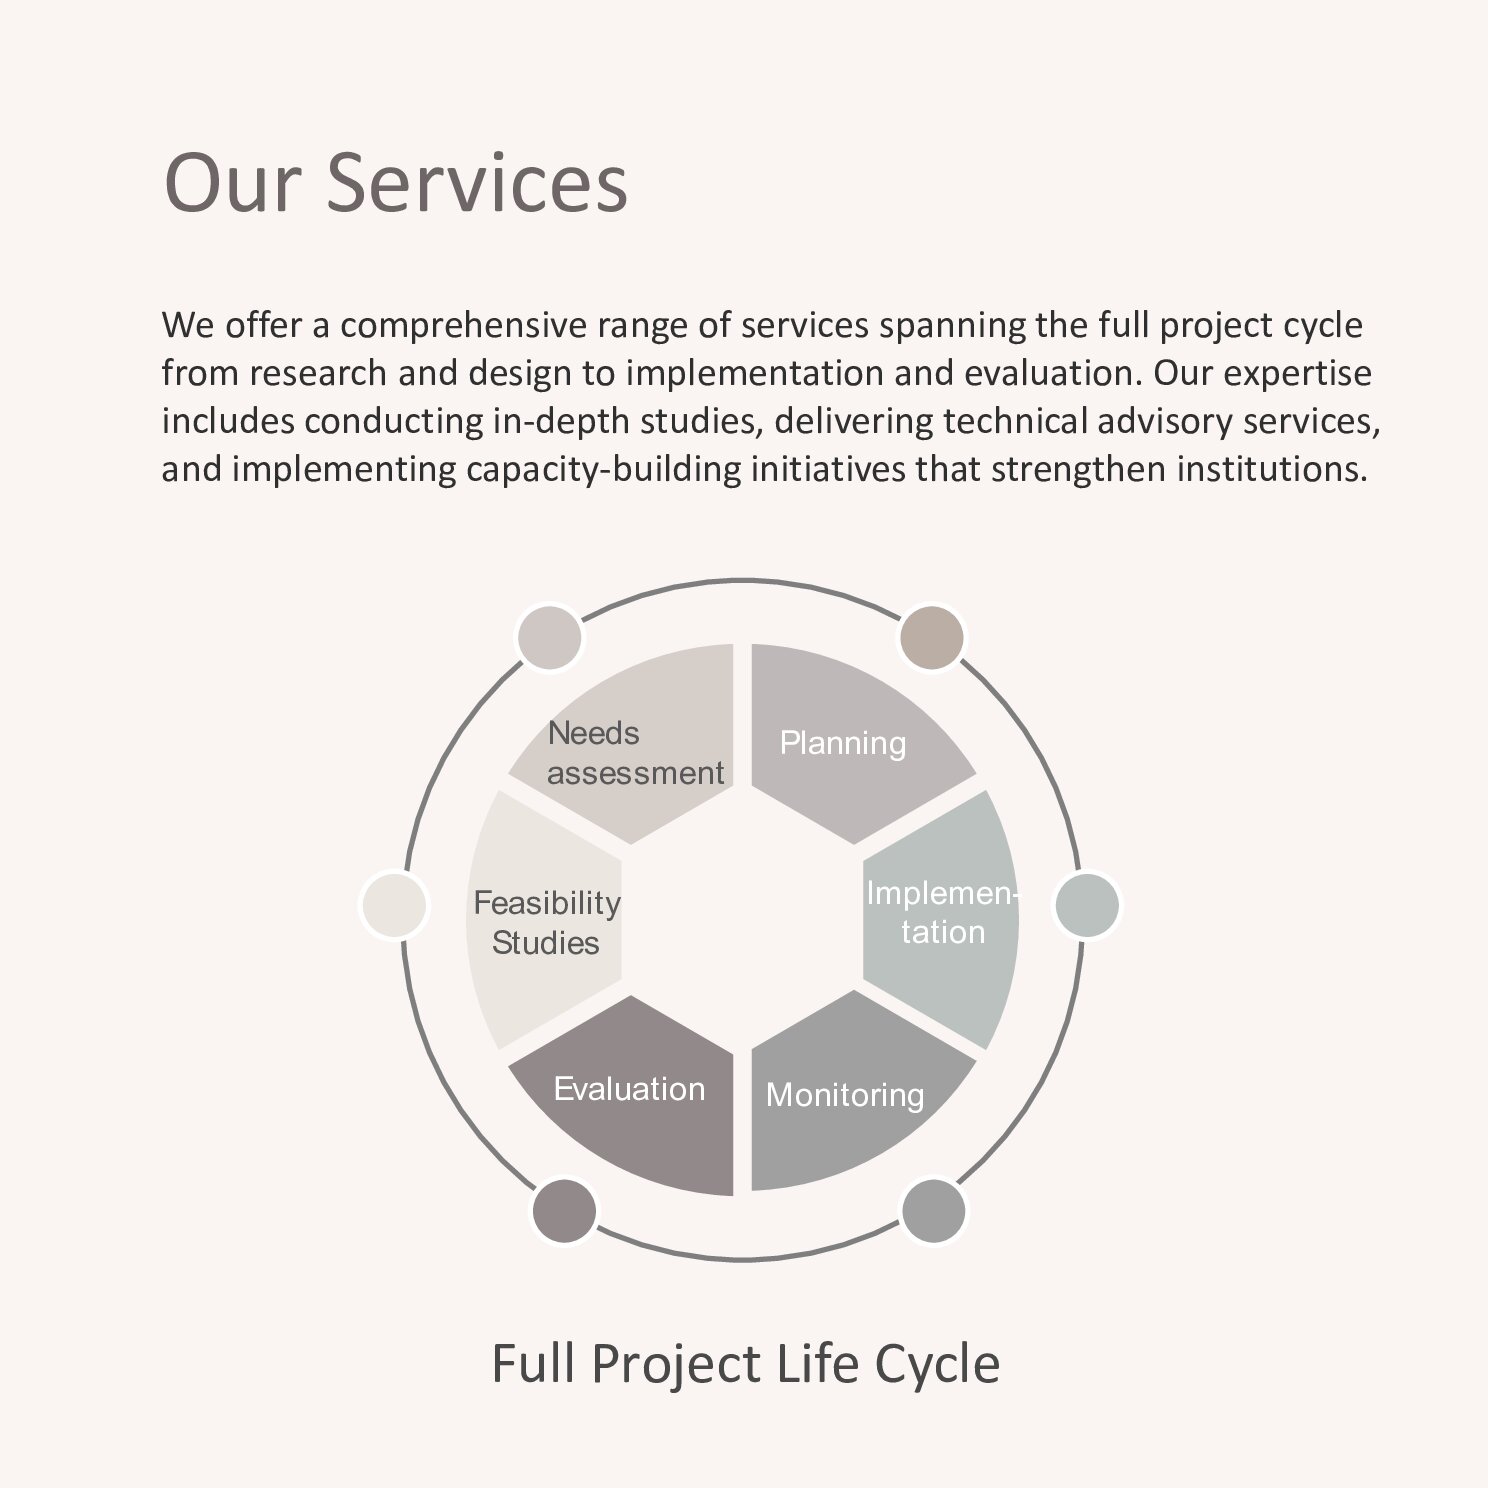 Our Services
We offer a comprehensive range of services spanning the full project cycle
from research and design to implementation and evaluation. Our expertise
includes conducting in-depth studies, delivering technical advisory services,
and implementing capacity-building initiatives that strengthen institutions.
Needs
assessment
Planning
Implemen-
tation
Monitoring
Evaluation
Feasibility
Studies
Full Project Life Cycle